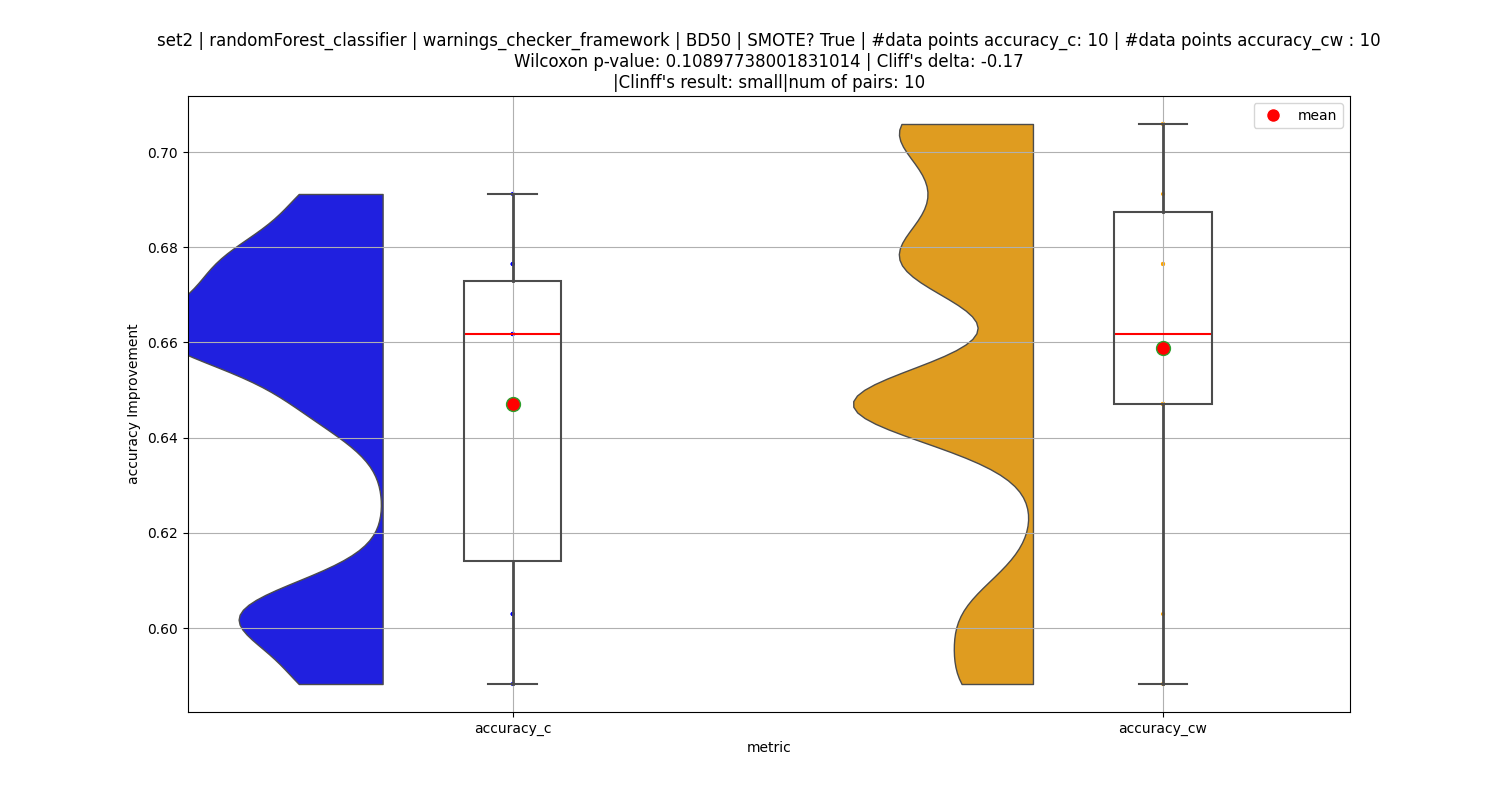 set2 | randomForest_classifier | warnings_checker_framework | BD50 | SMOTE? True | #data points accuracy_c: 10 | #data points accuracy_cw : 10
Wilcoxon p-value: 0.10897738001831014 | Cliff's delta: -0.17
|Clinff's result: small|num of pairs: 10
mean
0.70
0.68
0.66
0.64
0.62
0.60
accuracy Improvement
accuracy_c
accuracy_cw
metric